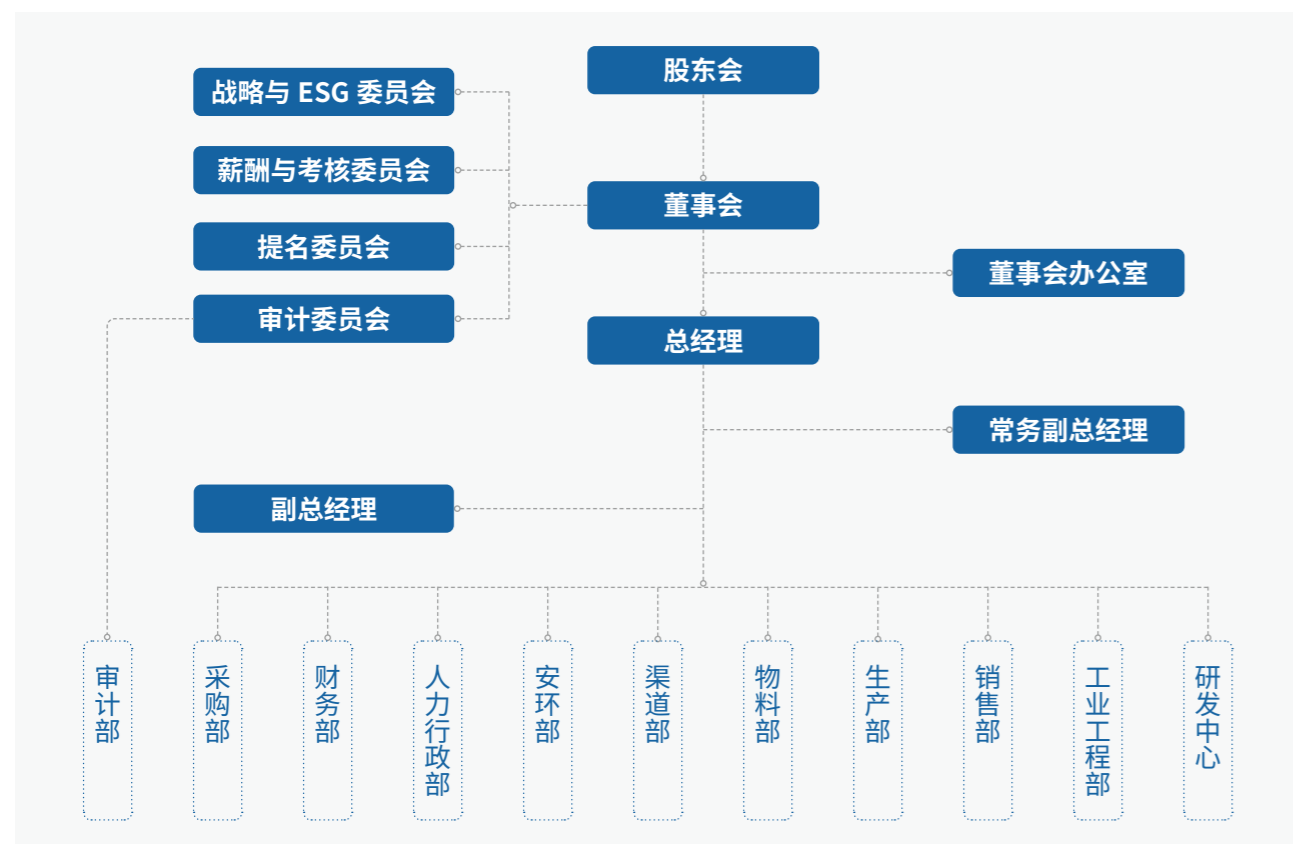 股东会
战略与 ESG 委员会
薪酬与考核委员会
董事会
提名委员会
董事会办公室
审计委员会
总经理
常务副总经理
副总经理
审计部
采购部
财务部
人力行政部
安环部
渠道部
物料部
生产部
销售部
工业工程部
研发中心